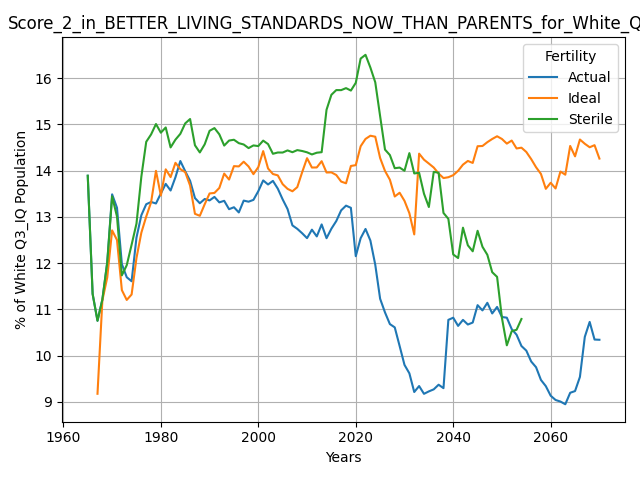 Score_2_in_BETTER_LIVING_STANDARDS_NOW_THAN_PARENTS_for_White_Q
Fertility
Actual
Ideal
Sterile
% of White Q3_IQ Population
16
15
14
13
12
11
10
9
1960 1980 2000 2020 2040 2060
Years